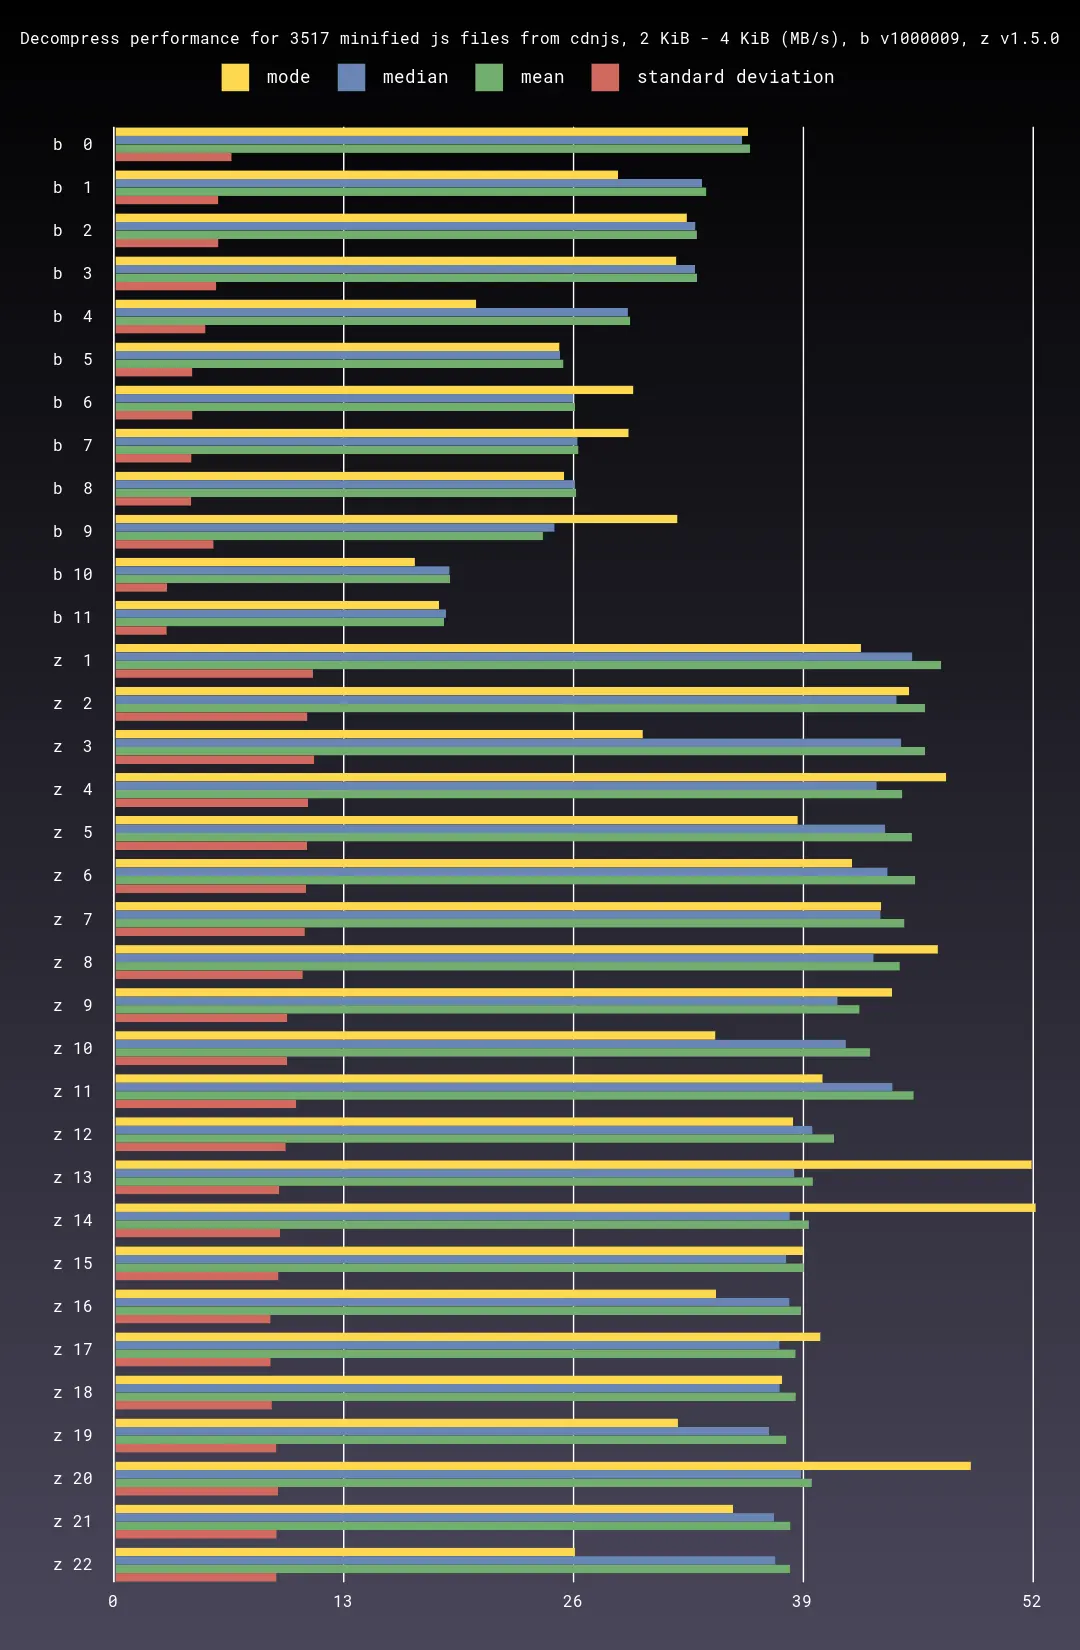 Decompress performance for 3517 minified js files from cdnjs, 2 KiB - 4 KiB (MB/s), b v1000009, z v1.5.0
mode median mean standard deviation
b 0
b 1
b 2
b 3
b 4
b 5
b 6
b 7
b 8
b 9
b 10
b 11
z 1
z 2
z 3
z 4
z 5
z 6
z 7
z 8
z 9
z 10
z 11
z 12
z 13
z 14
z 15
z 16
z 17
z 18
z 19
z 20
z 21
z 22
0 13 26 39 52